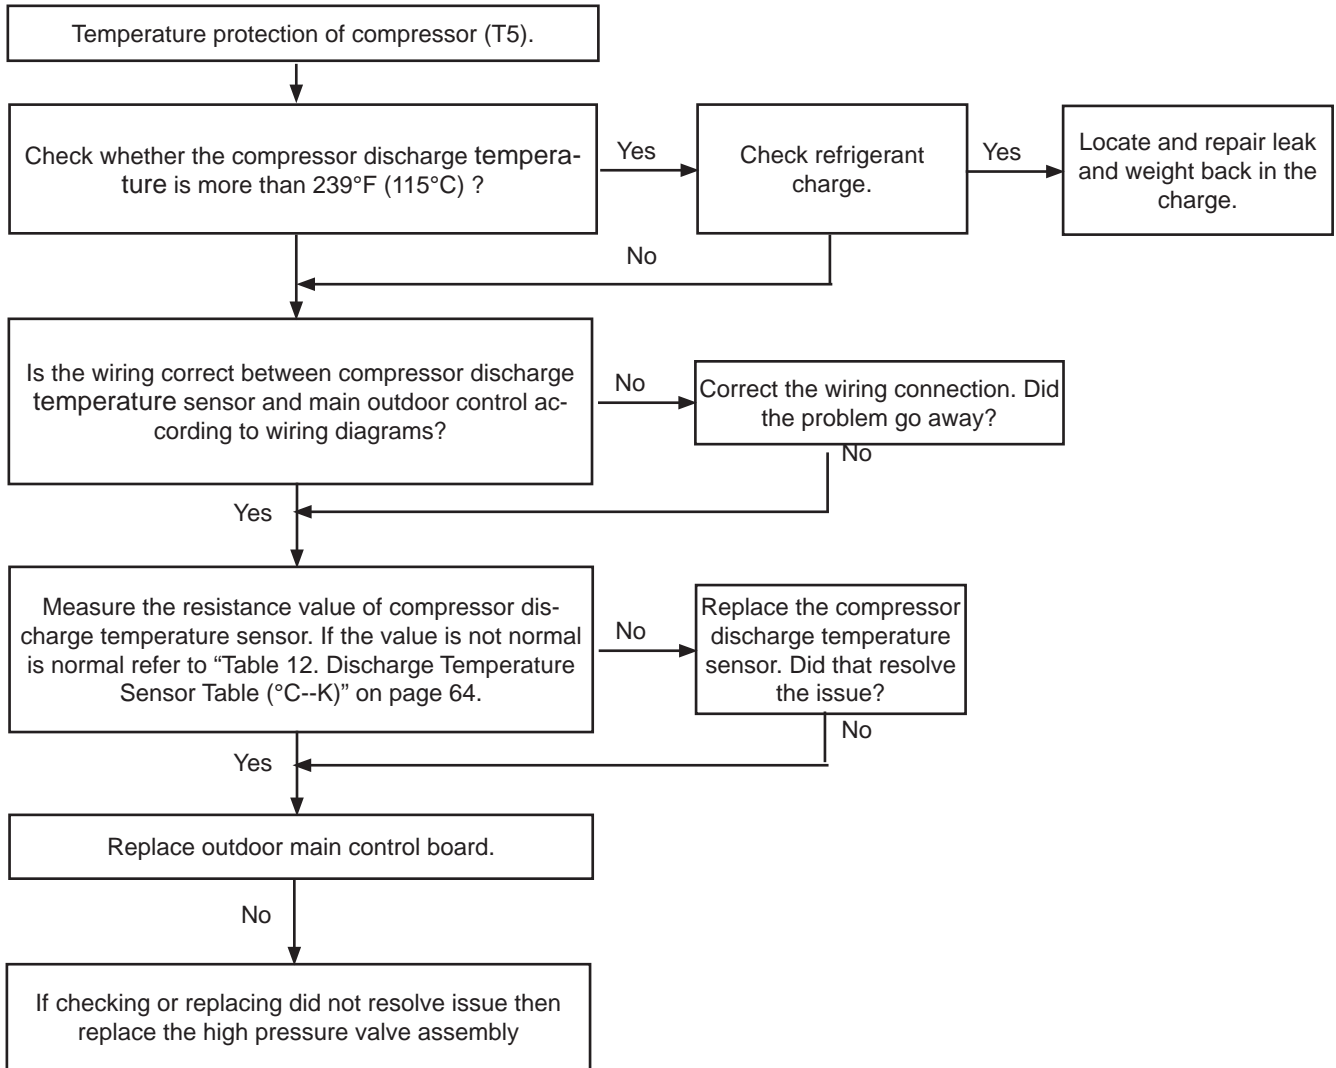 Temperature protection of compressor (T5).
Check whether the compressor discharge tempera-
ture is more than 239°F (115°C) ?
Yes
Check refrigerant
charge.
Yes
Locate and repair leak
and weight back in the
charge.
No
Is the wiring correct between compressor discharge
temperature sensor and main outdoor control ac-
cording to wiring diagrams?
No
Correct the wiring connection. Did
the problem go away?
No
Yes
Measure the resistance value of compressor dis-
charge temperature sensor. If the value is not normal
is normal refer to “Table 12. Discharge Temperature
Sensor Table (°C--K)” on page 64.
No
Replace the compressor
discharge temperature
sensor. Did that resolve
the issue?
No
Yes
Replace outdoor main control board.
No
If checking or replacing did not resolve issue then
replace the high pressure valve assembly